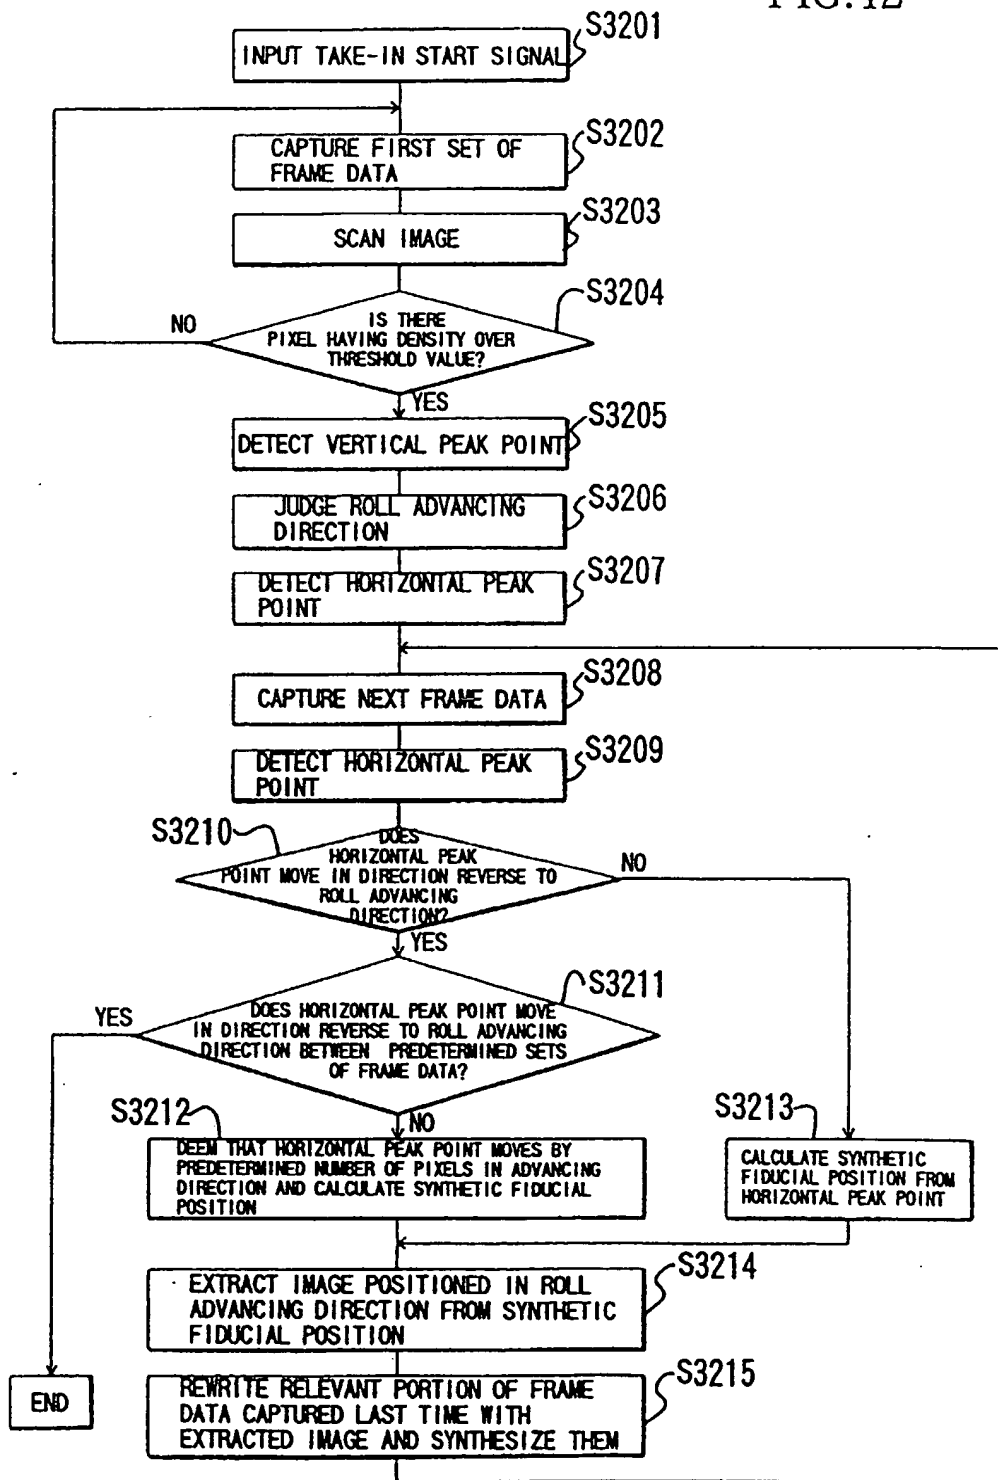 FIG.12
S3201
INPUT TAKE-IN START SIGNAL
S3202
CAPTURE FIRST SET OF
FRAME DATA
S3203
SCAN IMAGE
S3204
IS THERE
PIXEL HAVING DENSITY OVER
THRESHOLD VALUE?
NO
YES
S3205
DETECT VERTICAL PEAK POINT
S3206
JUDGE ROLL ADVANCING
DIRECTION
S3207
DETECT HORIZONTAL PEAK
POINT
S3208
CAPTURE NEXT FRAME DATA
S3209
DETECT HORIZONTAL PEAK
POINT
S3210
DOES
HORIZONTAL PEAK
POINT MOVE IN DIRECTION REVERSE TO
ROLL ADVANCING
DIRECTION?
NO
YES
S3211
DOES HORIZONTAL PEAK POINT MOVE
IN DIRECTION REVERSE TO ROLL ADVANCING
DIRECTION BETWEEN PREDETERMINED SETS
OF FRAME DATA?
YES
NO
S3212
DEEM THAT HORIZONTAL PEAK POINT MOVES BY
PREDETERMINED NUMBER OF PIXELS IN ADVANCING
DIRECTION AND CALCULATE SYNTHETIC FIDUCIAL
POSITION
S3213
CALCULATE SYNTHETIC
FIDUCIAL POSITION FROM
HORIZONTAL PEAK POINT
S3214
EXTRACT IMAGE POSITIONED IN ROLL
ADVANCING DIRECTION FROM SYNTHETIC
FIDUCIAL POSITION
S3215
REWRITE RELEVANT PORTION OF FRAME
DATA CAPTURED LAST TIME WITH
EXTRACTED IMAGE AND SYNTHESIZE THEM
END